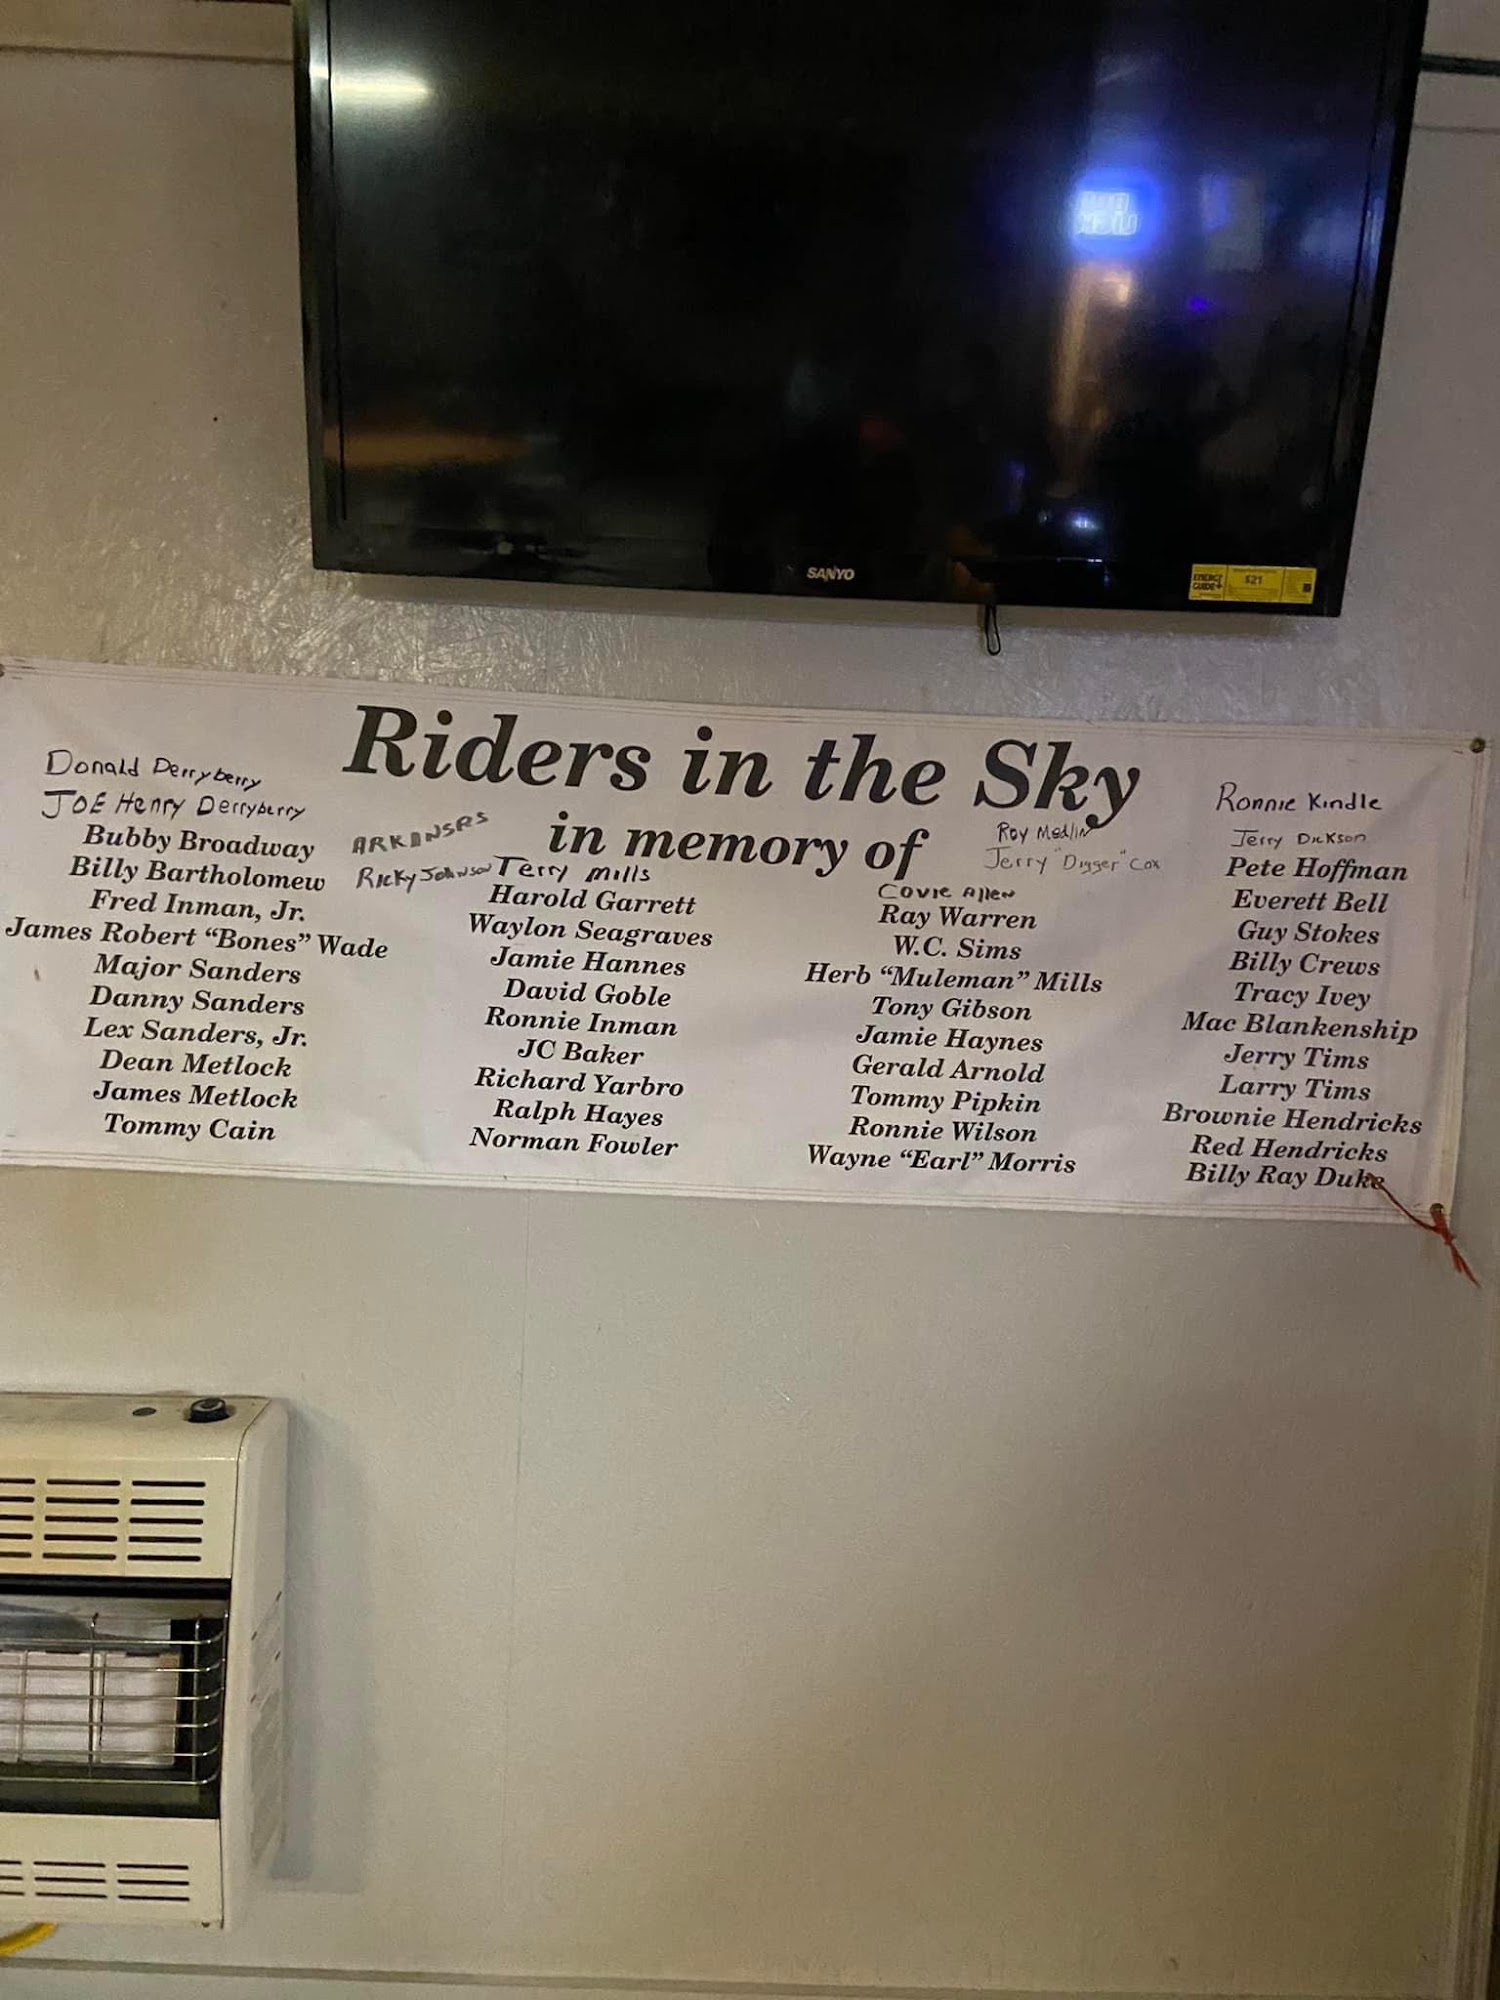 SANYO
ENERGY
GUIDE
$21
Riders in the Sky
in memory of
Donald Derryberry
JOE Henry Derryberry
Bubby Broadway
Billy Bartholomew
Fred Inman, Jr.
James Robert “Bones” Wade
Major Sanders
Danny Sanders
Lex Sanders, Jr.
Dean Metlock
James Metlock
Tommy Cain
ARKANSAS
Ricky Johnson
Terry Mills
Harold Garrett
Waylon Seagraves
Jamie Hannes
David Goble
Ronnie Inman
JC Baker
Richard Yarbro
Ralph Hayes
Norman Fowler
Roy Medlin
Jerry "Digger" Cox
Covie Allen
Ray Warren
W.C. Sims
Herb “Muleman” Mills
Tony Gibson
Jamie Haynes
Gerald Arnold
Tommy Pipkin
Ronnie Wilson
Wayne “Earl” Morris
Ronnie Kindle
Jerry Dickson
Pete Hoffman
Everett Bell
Guy Stokes
Billy Crews
Tracy Ivey
Mac Blankenship
Jerry Tims
Larry Tims
Brownie Hendricks
Red Hendricks
Billy Ray Duke